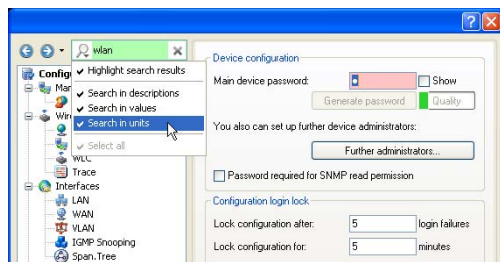 wlan
Configu
Highlight search results
Man
Search in descriptions
Wire
Search in values
Search in units
Select all
WLC
Trace
Interfaces
LAN
WAN
VLAN
IGMP Snooping
Span.Tree
Device configuration
Main device password:
Show
Generate password
Quality
You also can set up further device administrators:
Further administrators...
Password required for SNMP read permission
Configuration login lock
Lock configuration after:
5
login failures
Lock configuration for:
5
minutes